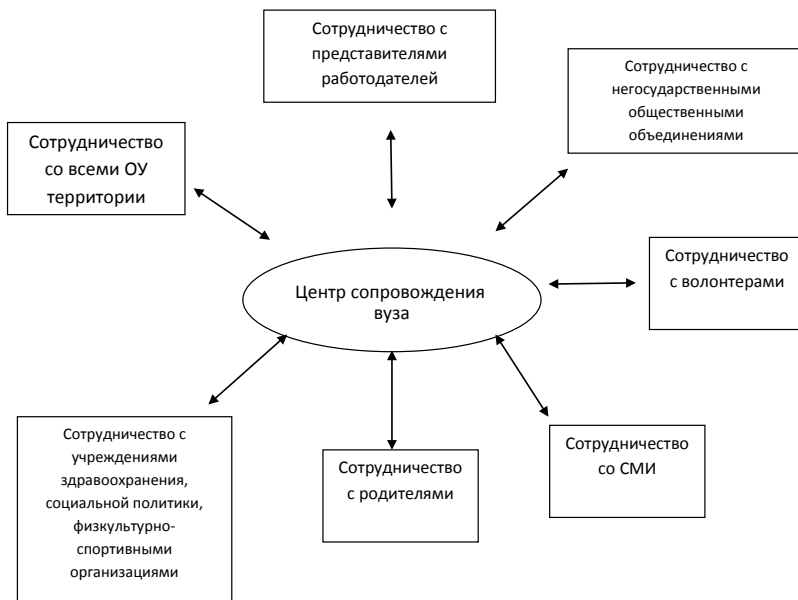 Сотрудничество с
представителями
работодателей
Сотрудничество с
негосударственными
общественными
объединениями
Сотрудничество
со всеми ОУ
территории
Сотрудничество
с волонтерами
Центр сопровождения
вуза
Сотрудничество с
учреждениями
здравоохранения,
социальной политики,
физкультурно-
спортивными
организациями
Сотрудничество
с родителями
Сотрудничество
со СМИ